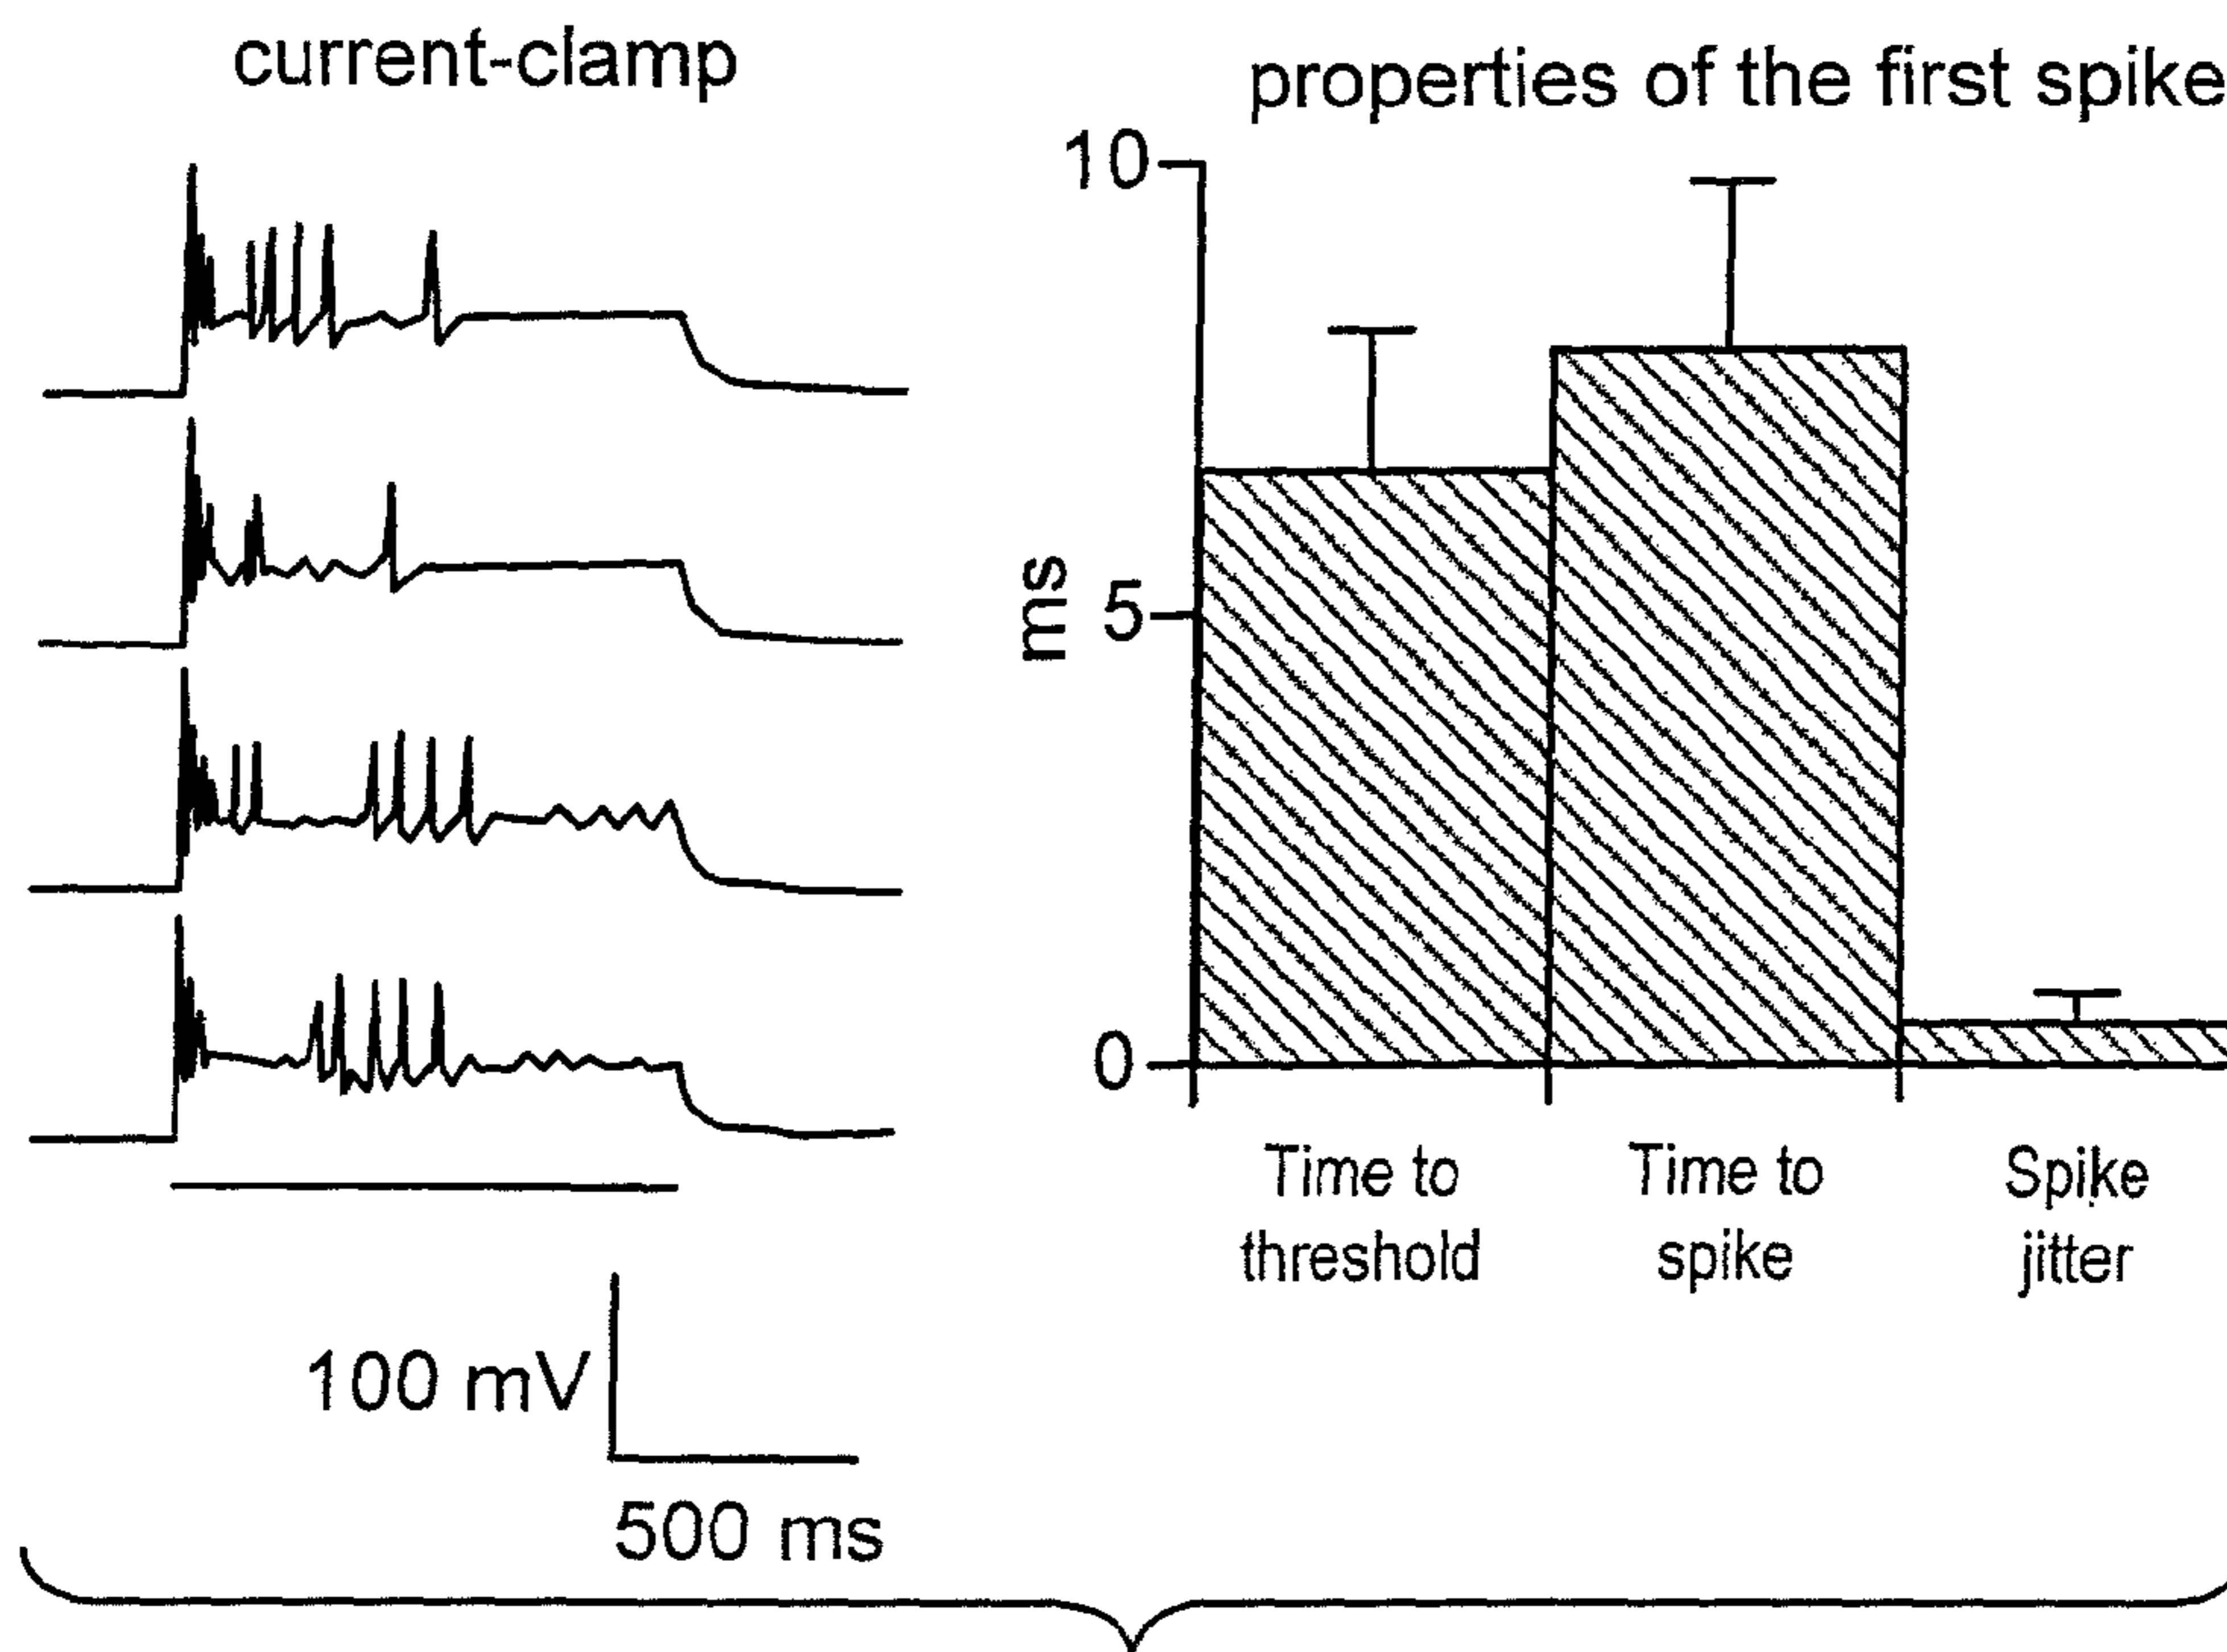 current-clamp
properties of the first spike
10
ms
5
0
Time to
threshold
Time to
spike
Spike
jitter
100 mV
500 ms